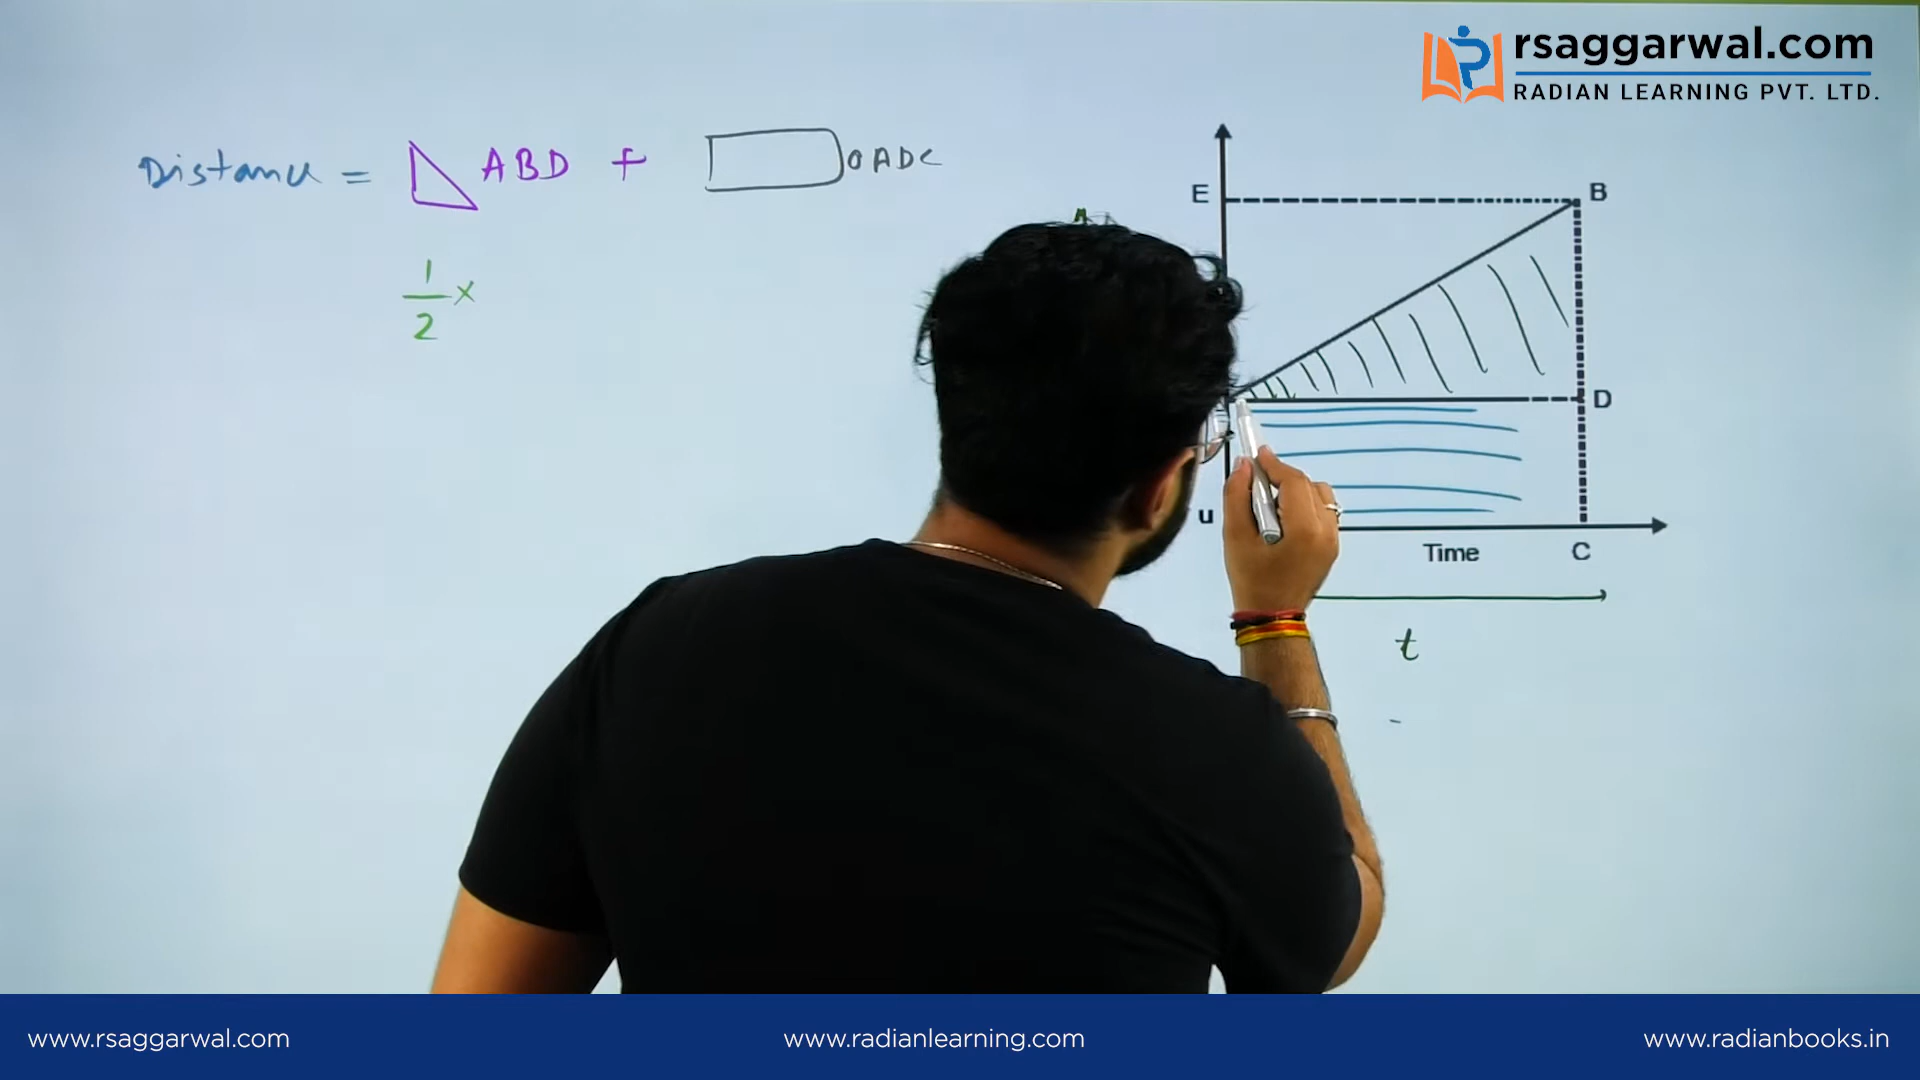 rsaggarwal.com
RADIAN LEARNING PVT. LTD.
Distance = ABD + OADC
1/2 ×
E
B
D
u
Time
C
t
www.rsaggarwal.com
www.radianlearning.com
www.radianbooks.in